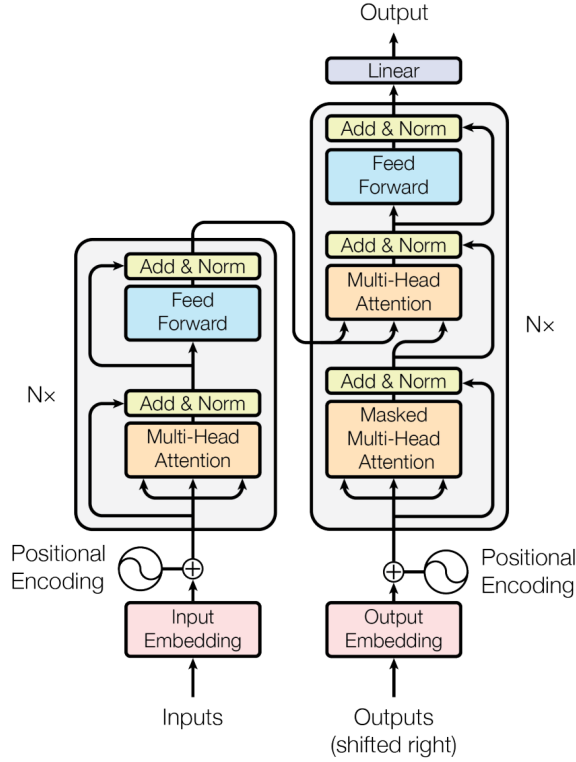 Output
Linear
Add & Norm
Feed
Forward
Add & Norm
Multi-Head
Attention
N×
Add & Norm
Masked
Multi-Head
Attention
Positional
Encoding
Output
Embedding
Outputs
(shifted right)
Add & Norm
Feed
Forward
N×
Add & Norm
Multi-Head
Attention
Positional
Encoding
Input
Embedding
Inputs